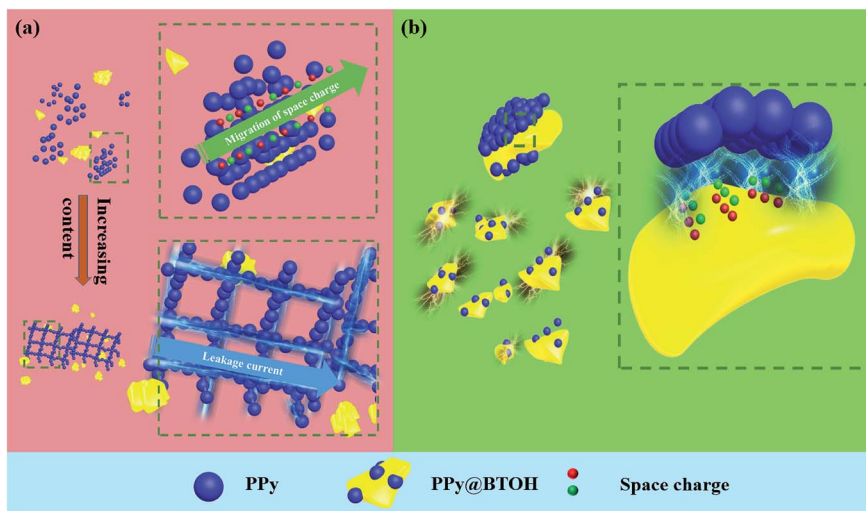 (a)
Migration of space charge
Increasing
content
Leakage current
(b)
PPy
PPy@BTOH
Space charge